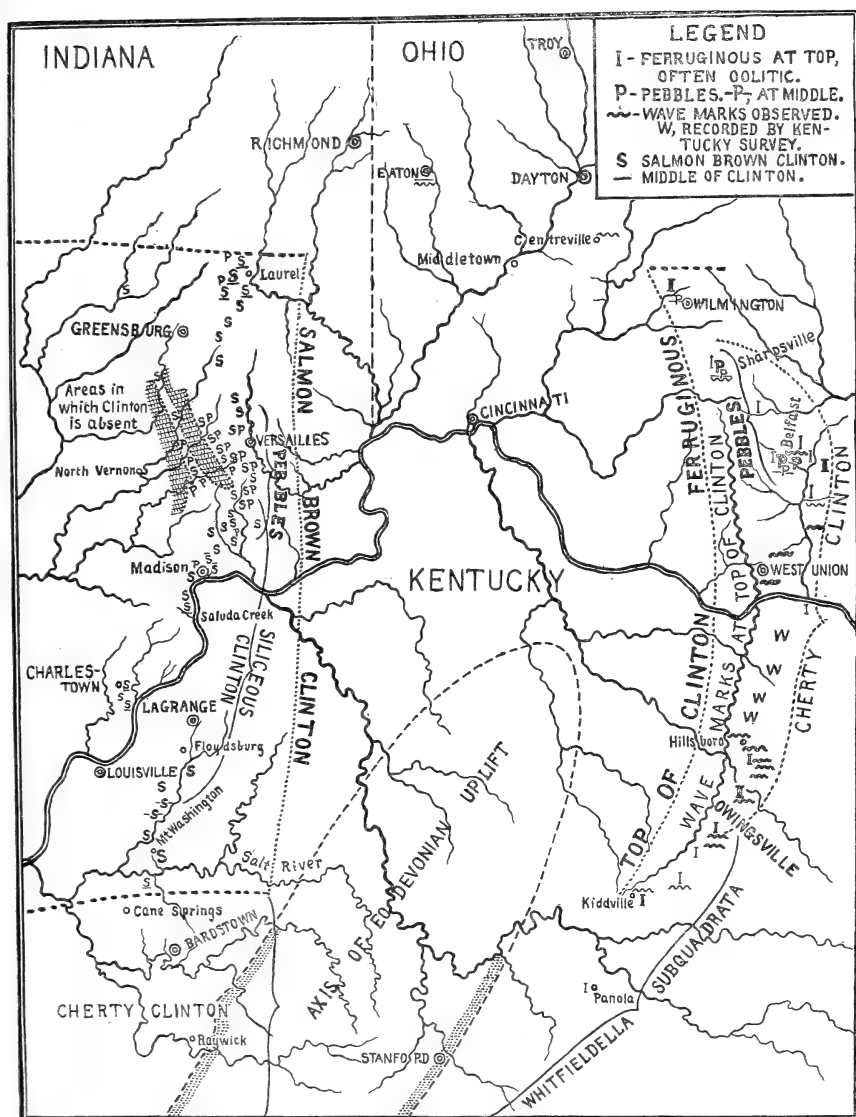 INDIANA
OHIO
LEGEND
I - FERRUGINOUS AT TOP,
OFTEN OOLITIC.
P - PEBBLES. -P-, AT MIDDLE.
- WAVE MARKS OBSERVED.
W, RECORDED BY KEN-
TUCKY SURVEY.
S SALMON BROWN CLINTON.
— MIDDLE OF CLINTON.
TROY
RICHMOND
EATON
DAYTON
Centreville
Middletown
Laurel
GREENSBURG
WILMINGTON
Sharpsville
SALMON BROWN CLINTON
Areas in
which Clinton
is absent
CINCINNATI
VERSAILLES
PEBBLES
North Vernon
FERRUGINOUS
TOP OF CLINTON
PEBBLES
Belfast
WAVE MARKS AT TOP OF CLINTON
CHERTY CLINTON
Madison
KENTUCKY
WEST UNION
Saluda Creek
SILICEOUS
CLINTON
W
W
W
W
CHARLES-
TOWN
LAGRANGE
Floydsburg
Hillsboro
LOUISVILLE
Mt Washington
OWINGSVILLE
AXIS OF EO DEVONIAN UPLIFT
Salt River
Kiddville
Cane Springs
BARDSTOWN
I Panola
CHERTY CLINTON
Raywick
STANFORD
WHITFIELDELLA SUBQUADRATA